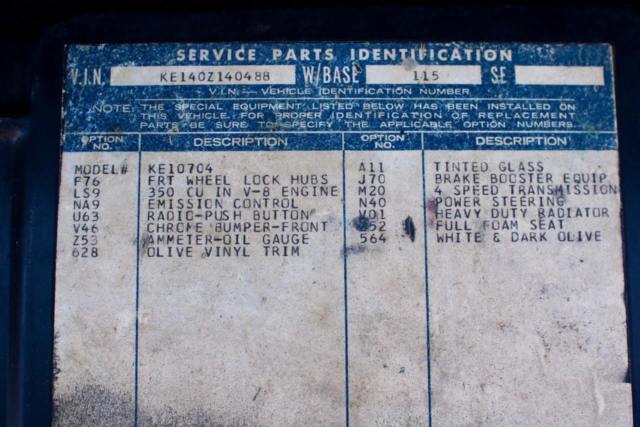 SERVICE PARTS IDENTIFICATION
V.I.N. KE140Z140488 W/BASE 115 SE
V.I.N. — VEHICLE IDENTIFICATION NUMBER
NOTE: THE SPECIAL EQUIPMENT LISTED BELOW HAS BEEN INSTALLED ON
THIS VEHICLE. FOR PROPER IDENTIFICATION OF REPLACEMENT
PARTS BE SURE TO SPECIFY THE APPLICABLE OPTION NUMBERS.
OPTION NO. DESCRIPTION OPTION NO. DESCRIPTION
MODEL# KE10704 A11 TINTED GLASS
F76 FRT WHEEL LOCK HUBS J70 BRAKE BOOSTER EQUIP
LS9 350 CU IN V-8 ENGINE M20 4 SPEED TRANSMISSION
NA9 EMISSION CONTROL N40 POWER STEERING
U63 RADIO-PUSH BUTTON V01 HEAVY DUTY RADIATOR
V46 CHROME BUMPER-FRONT FULL FOAM SEAT
Z53 AMMETER-OIL GAUGE 564 WHITE & DARK OLIVE
628 OLIVE VINYL TRIM